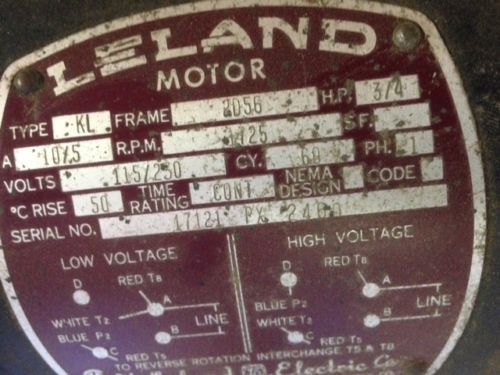 LELAND
MOTOR
TYPE KL FRAME 2D56 H.P. 3/4
A 10/5 R.P.M. 1425 S.F.
VOLTS 115/230 CY. 60 PH. 1
°C RISE 50 TIME RATING CONT NEMA DESIGN CODE
SERIAL NO. 17121 PX
LOW VOLTAGE
D RED T8
A
WHITE T2 LINE
BLUE P2 B
C RED T5
HIGH VOLTAGE
D RED T8
A
BLUE P2 LINE
WHITE T2 B
C RED T5
TO REVERSE ROTATION INTERCHANGE T5 & T8
Electric Co